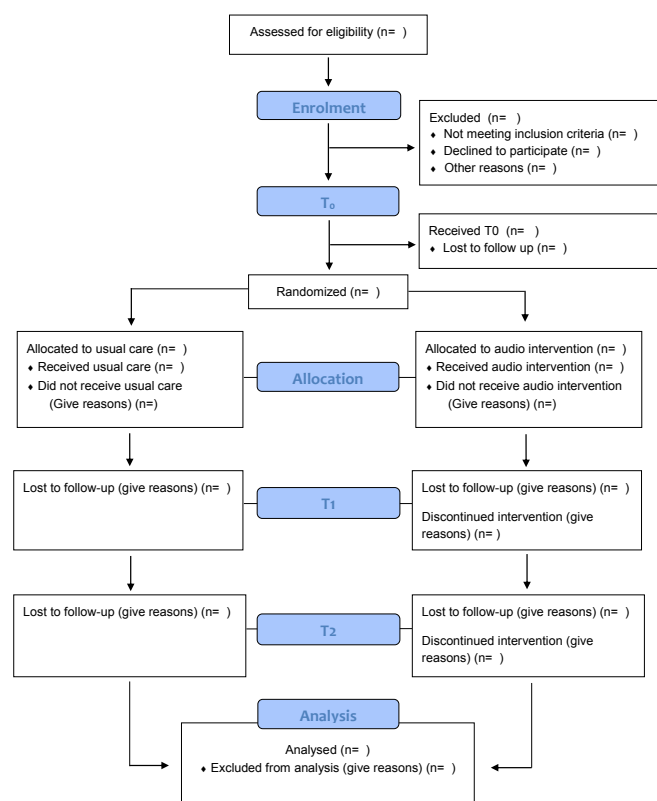 Assessed for eligibility (n=  )
Enrolment
Excluded  (n=  )
♦ Not meeting inclusion criteria (n=  )
♦ Declined to participate (n=  )
♦ Other reasons (n=  )
T₀
Received T0  (n=  )
♦ Lost to follow up (n=  )
Randomized (n=  )
Allocated to usual care (n=  )
♦ Received usual care (n=  )
♦ Did not receive usual care
(Give reasons) (n=)
Allocation
Allocated to audio intervention (n=  )
♦ Received audio intervention (n=  )
♦ Did not receive audio intervention
(Give reasons) (n=)
Lost to follow-up (give reasons) (n=  )
T1
Lost to follow-up (give reasons) (n=  )
Discontinued intervention (give
reasons) (n= )
Lost to follow-up (give reasons) (n=  )
T2
Lost to follow-up (give reasons) (n=  )
Discontinued intervention (give
reasons) (n=  )
Analysis
Analysed (n=  )
♦ Excluded from analysis (give reasons) (n=  )